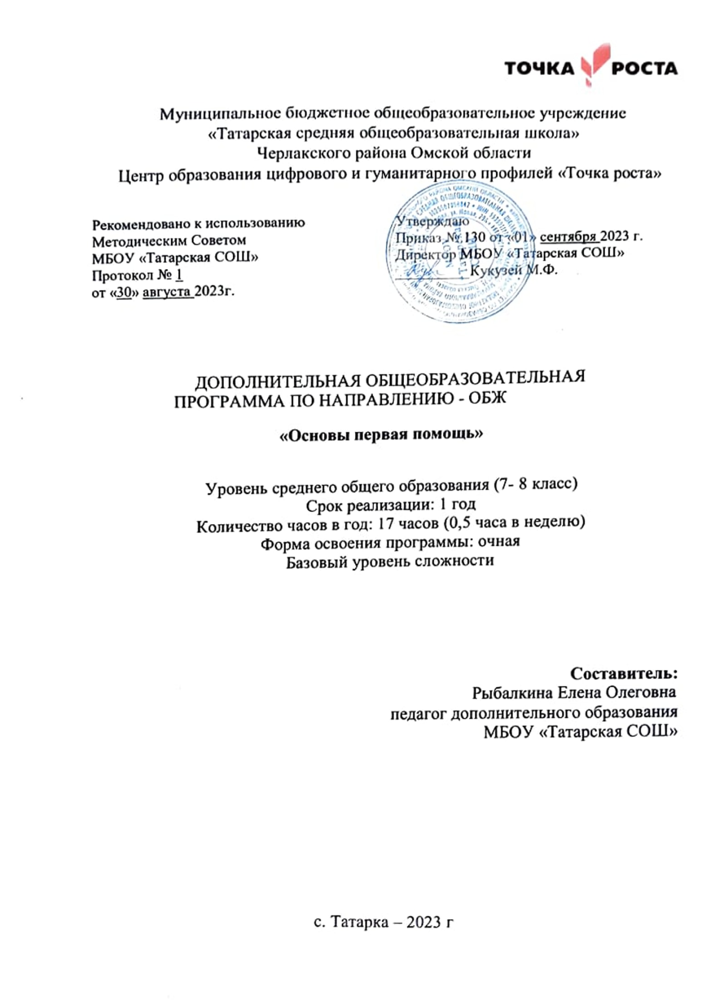 ТОЧКА РОСТА
Муниципальное бюджетное общеобразовательное учреждение
«Татарская средняя общеобразовательная школа»
Черлакского района Омской области
Центр образования цифрового и гуманитарного профилей «Точка роста»
Рекомендовано к использованию
Методическим Советом
МБОУ «Татарская СОШ»
Протокол № 1
от «30» августа 2023г.
Утверждаю
Приказ № 130 от «01» сентября 2023 г.
Директор МБОУ «Татарская СОШ»
__________Кукузей М.Ф.
ДОПОЛНИТЕЛЬНАЯ ОБЩЕОБРАЗОВАТЕЛЬНАЯ
ПРОГРАММА ПО НАПРАВЛЕНИЮ - ОБЖ
«Основы первая помощь»
Уровень среднего общего образования (7- 8 класс)
Срок реализации: 1 год
Количество часов в год: 17 часов (0,5 часа в неделю)
Форма освоения программы: очная
Базовый уровень сложности
Составитель:
Рыбалкина Елена Олеговна
педагог дополнительного образования
МБОУ «Татарская СОШ»
с. Татарка – 2023 г